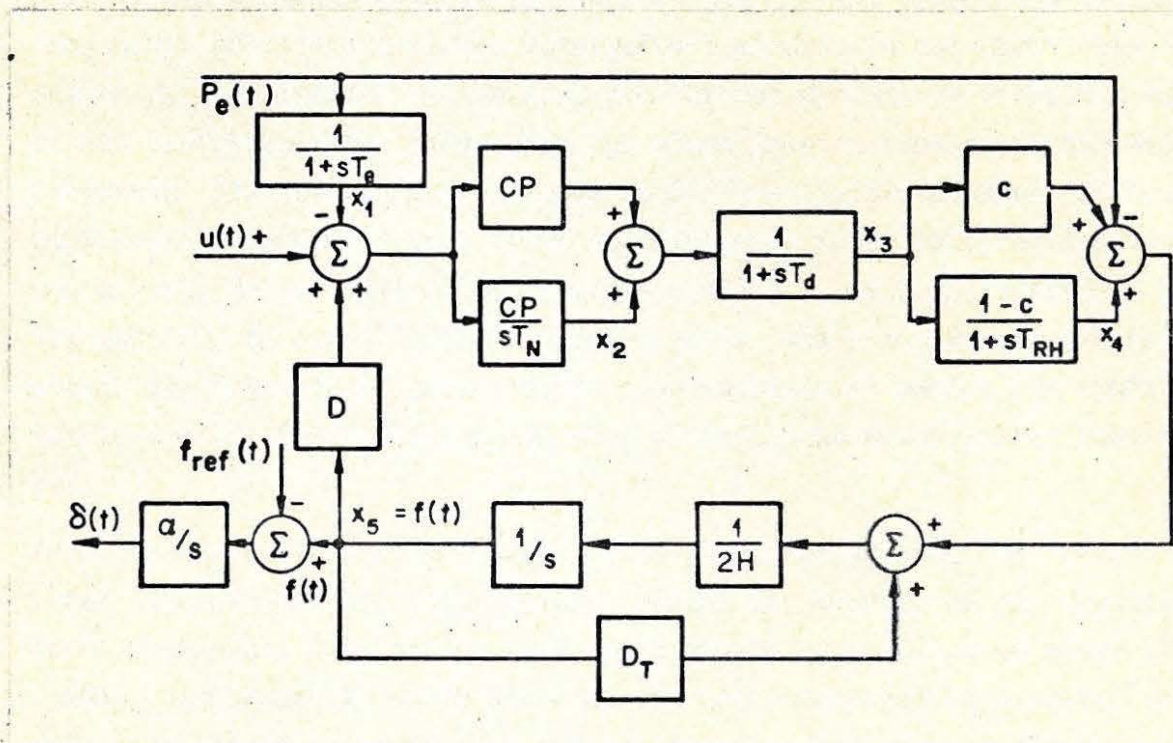 Pe(t)
1
1+sTe
x1
-
u(t) +
Σ
+ +
CP
CP
sTN
x2
+
Σ
+
1
1+sTd
x3
c
+ -
Σ
+
1-c
1+sTRH
x4
D
fref(t)
-
δ(t)
α/s
Σ
+
f(t)
x5 = f(t)
1/s
1
2H
Σ
+
+
DT